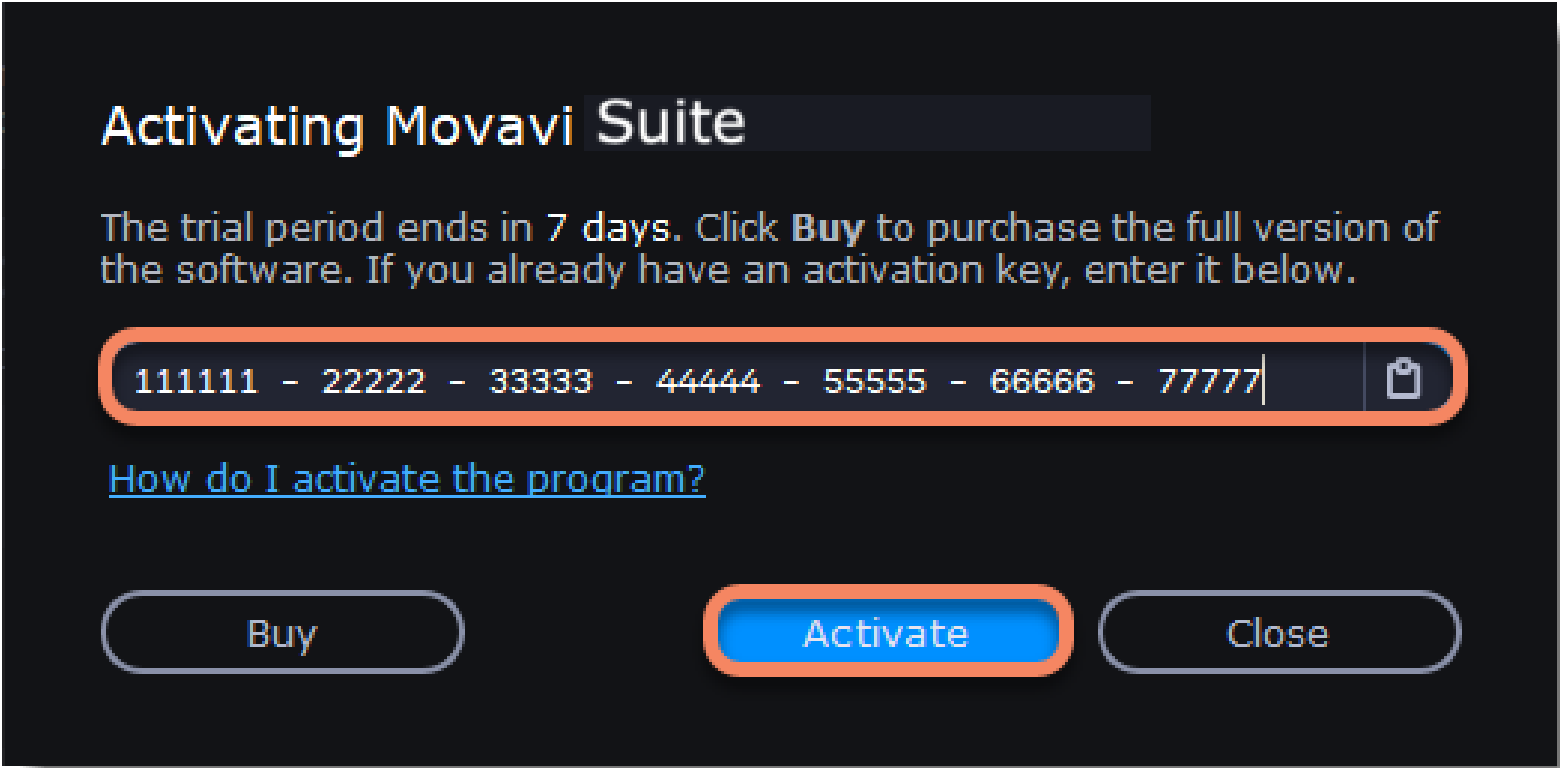 Activating Movavi Suite
The trial period ends in 7 days. Click Buy to purchase the full version of
the software. If you already have an activation key, enter it below.
111111 - 22222 - 33333 - 44444 - 55555 - 66666 - 77777
How do I activate the program?
Buy Activate Close